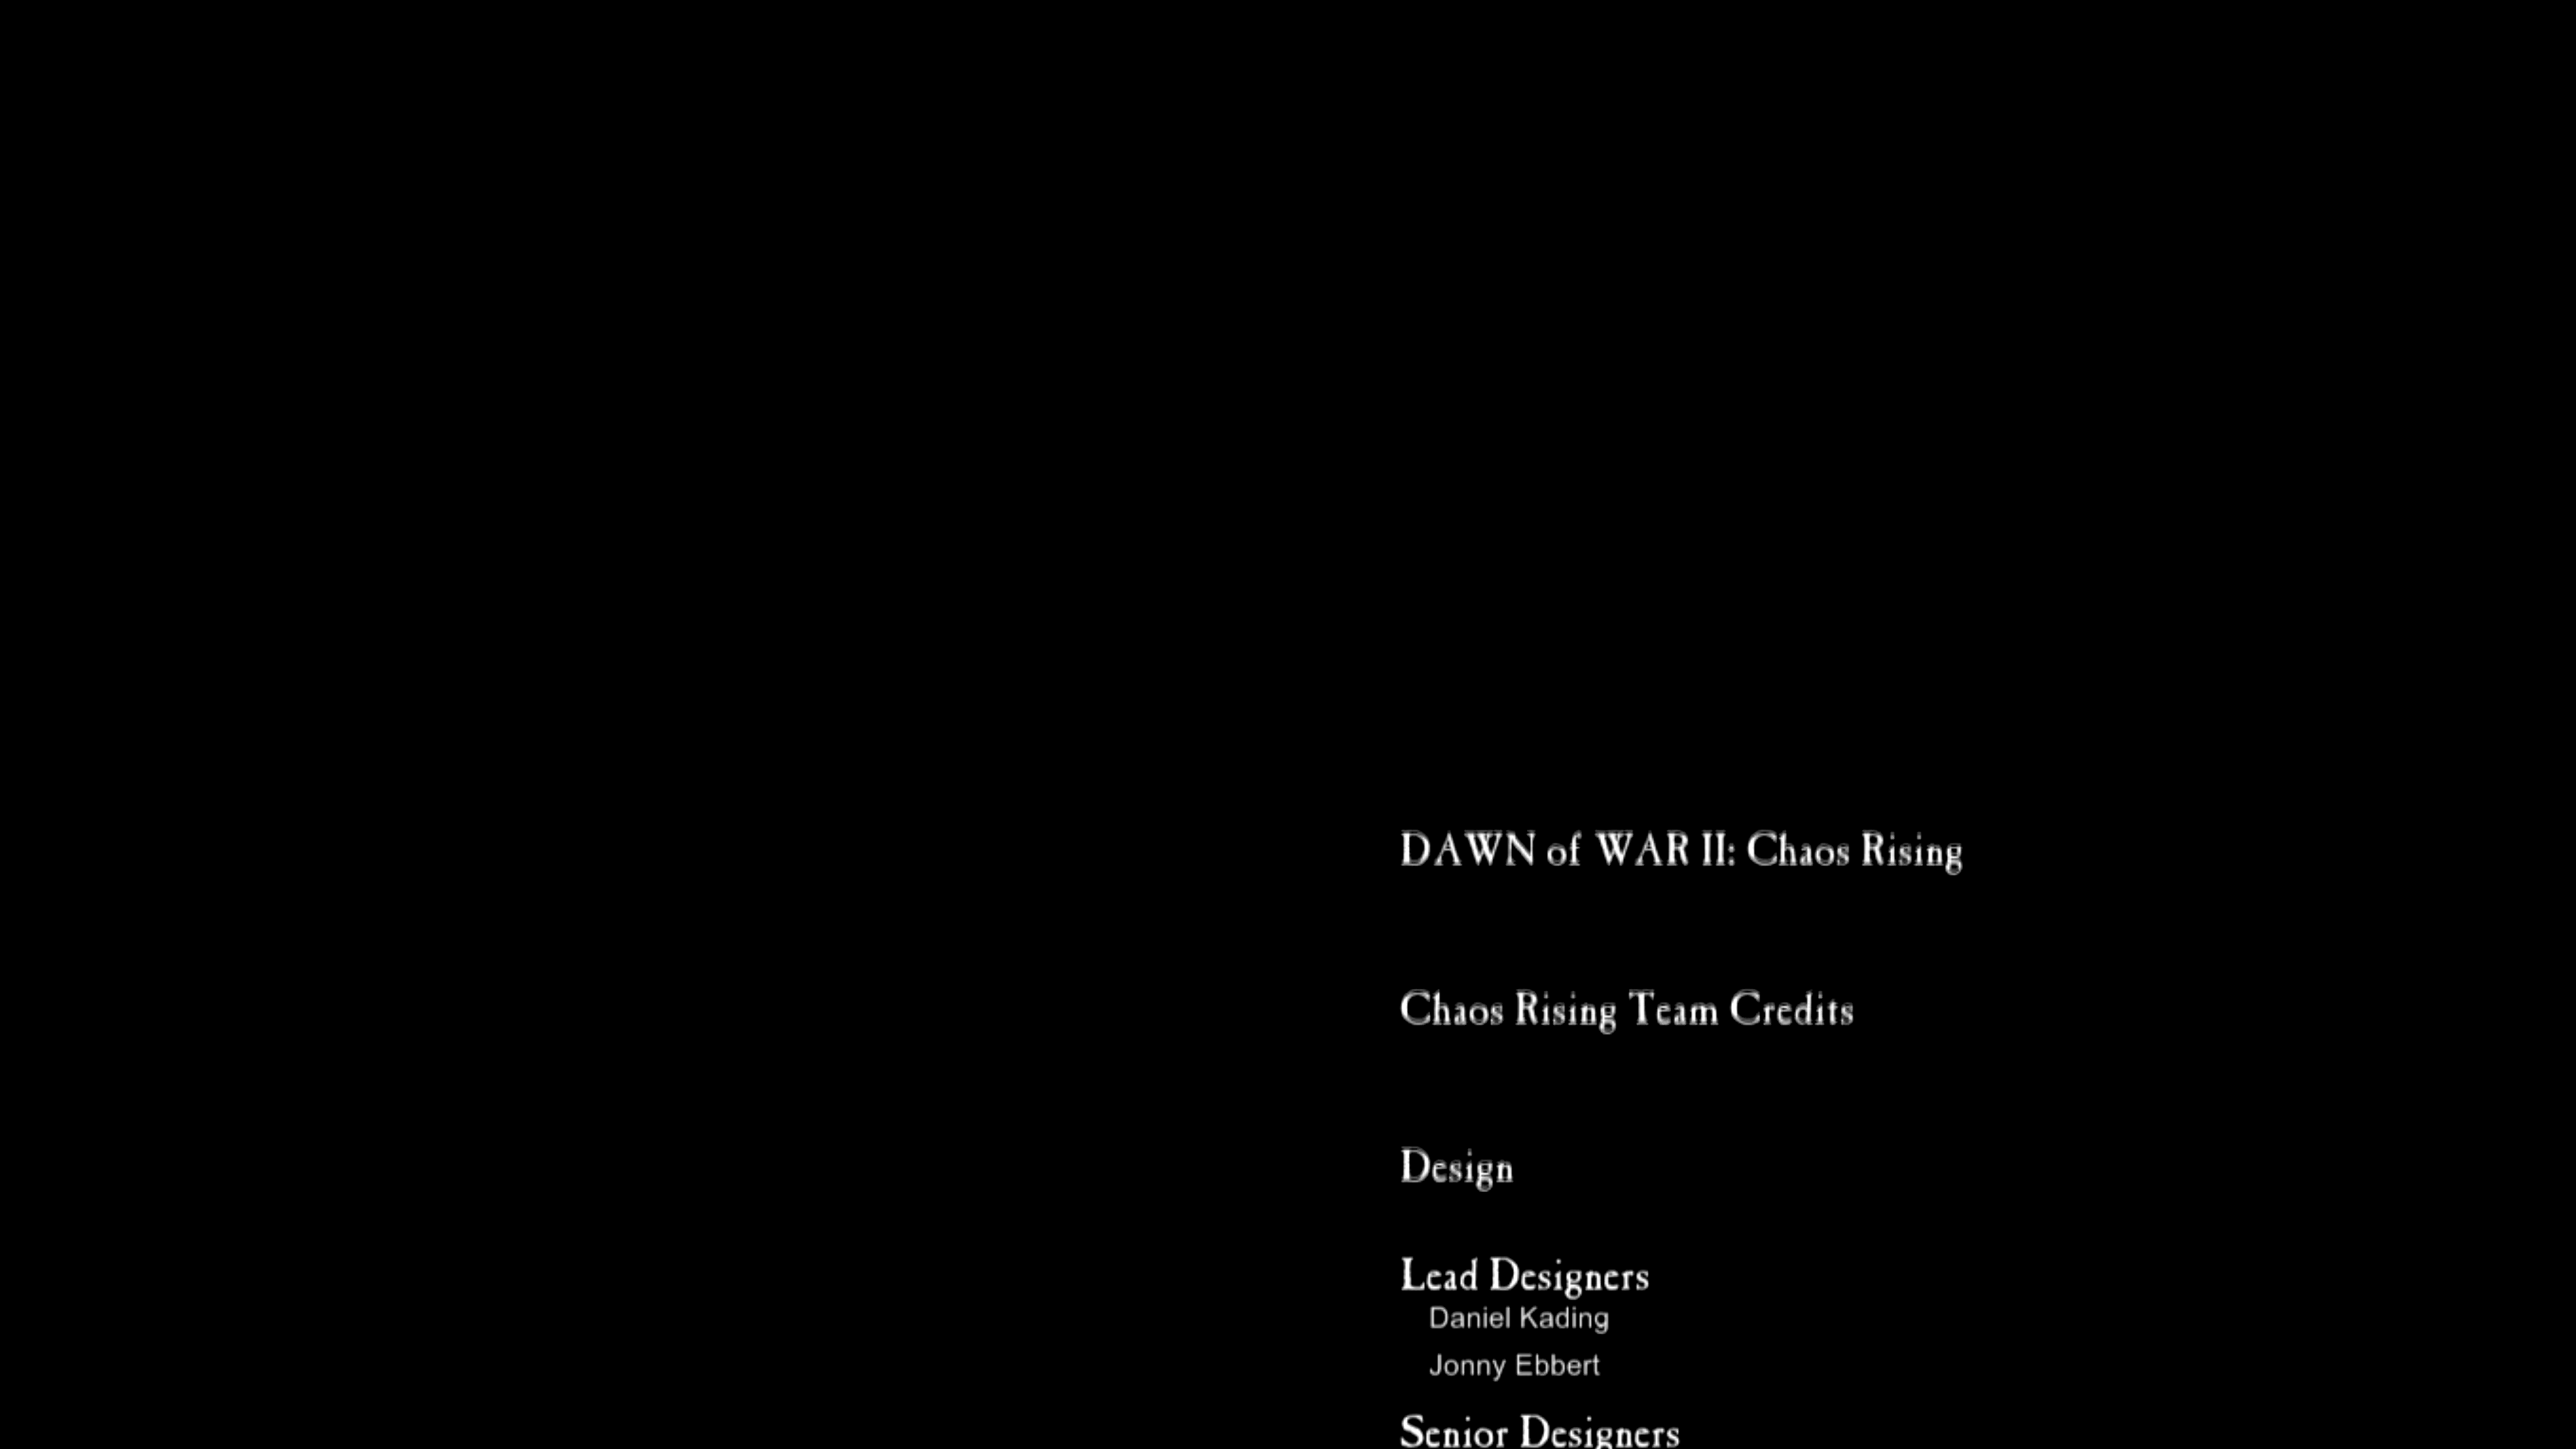 DAWN of WAR II: Chaos Rising
Chaos Rising Team Credits
Design
Lead Designers
Daniel Kading
Jonny Ebbert
Senior Designers